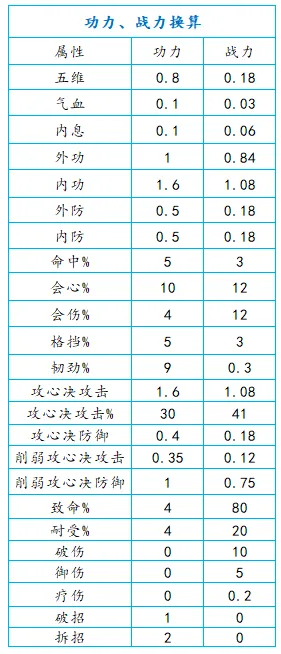 功力、战力换算
属性 功力 战力
五维 0.8 0.18
气血 0.1 0.03
内息 0.1 0.06
外功 1 0.84
内功 1.6 1.08
外防 0.5 0.18
内防 0.5 0.18
命中% 5 3
会心% 10 12
会伤% 4 12
格挡% 5 3
韧劲% 9 0.3
攻心决攻击 1.6 1.08
攻心决攻击% 30 41
攻心决防御 0.4 0.18
削弱攻心决攻击 0.35 0.12
削弱攻心决防御 1 0.75
致命% 4 80
耐受% 4 20
破伤 0 10
御伤 0 5
疗伤 0 0.2
破招 1 0
拆招 2 0